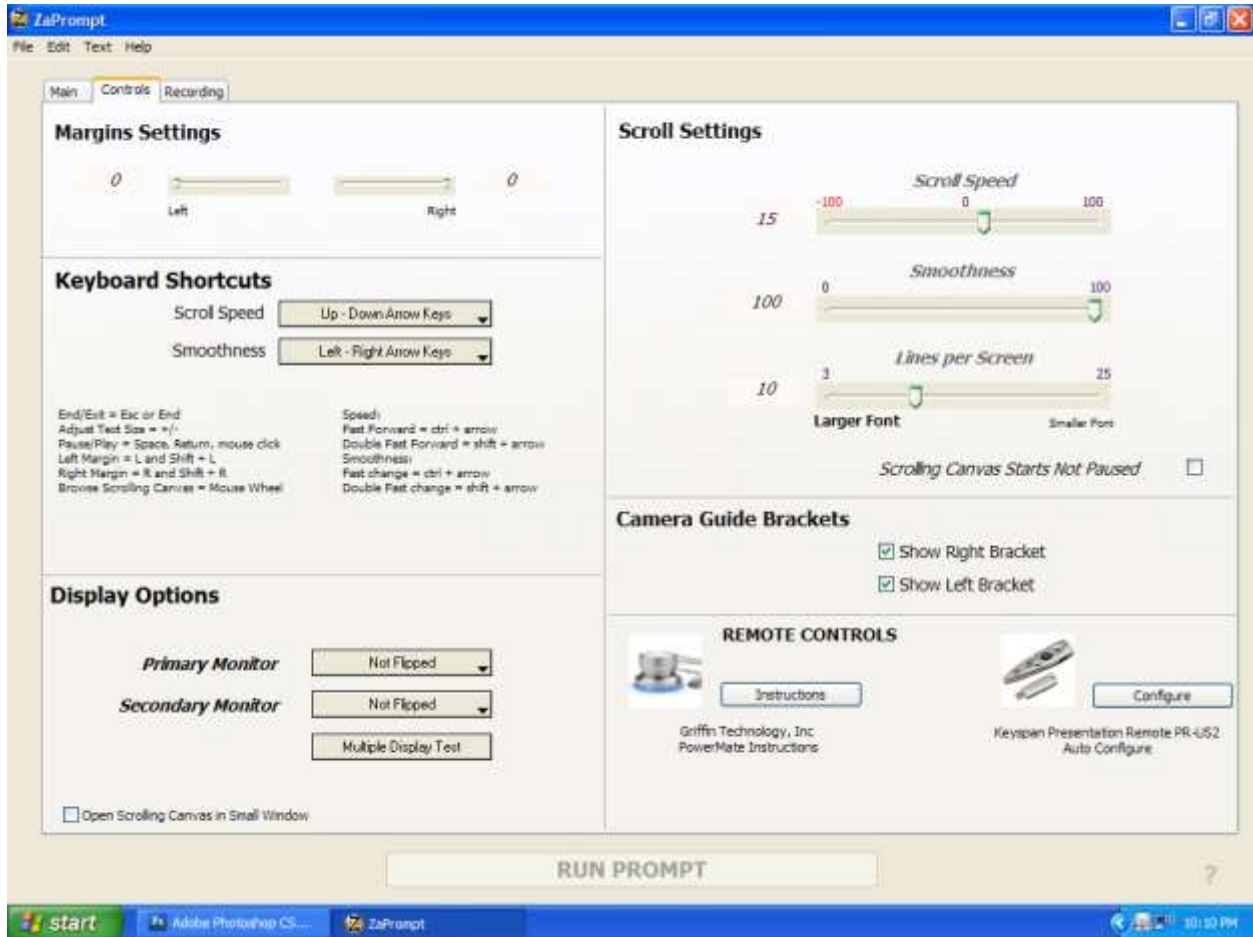 ZaPrompt
File Edit Text Help
Main Controls Recording
Margins Settings
0 0
Left Right
Keyboard Shortcuts
Scrol Speed Up - Down Arrow Keys
Smoothness Left - Right Arrow Keys
End/Exit = Esc or End
Adjust Text Size = +/-
Pause/Play = Space, Return, mouse click
Left Margin = L and Shift + L
Right Margin = R and Shift + R
Browse Scrolling Canvas = Mouse Wheel
Speed:
Fast Forward = ctrl + arrow
Double Fast Forward = shift + arrow
Smoothness:
Fast change = ctrl + arrow
Double Fast change = shift + arrow
Display Options
Primary Monitor Not Flipped
Secondary Monitor Not Flipped
Multiple Display Test
Open Scrolling Canvas in Small Window
Scroll Settings
Scroll Speed
-100 0 100
15
Smoothness
0 100
100
Lines per Screen
3 25
10
Larger Font Smaller Font
Scrolling Canvas Starts Not Paused
Camera Guide Brackets
Show Right Bracket
Show Left Bracket
REMOTE CONTROLS
Instructions
Griffin Technology, Inc
PowerMate Instructions
Configure
Keyspan Presentation Remote PR-US2
Auto Configure
RUN PROMPT
?
start Adobe Photoshop CS.... ZaPrompt 10:10 PM